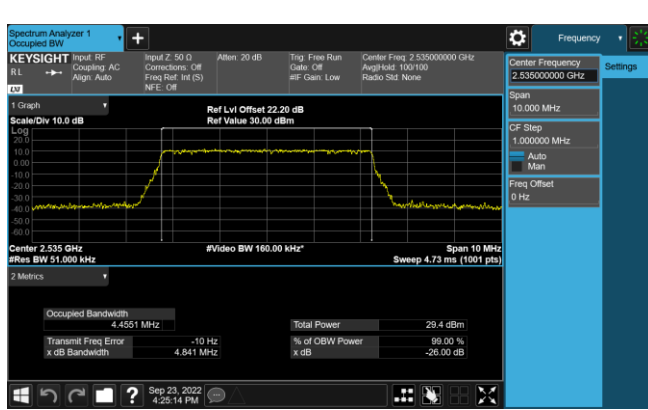 Spectrum Analyzer 1
Occupied BW
Frequency
KEYSIGHT
RL
LXI
Input: RF
Coupling: AC
Align: Auto
Input Z: 50 Ω
Corrections: Off
Freq Ref: Int (S)
NFE: Off
Atten: 20 dB
Trig: Free Run
Gate: Off
#IF Gain: Low
Center Freq: 2.535000000 GHz
Avg|Hold: 100/100
Radio Std: None
Center Frequency
2.535000000 GHz
Settings
Span
10.000 MHz
CF Step
1.000000 MHz
Auto
Man
Freq Offset
0 Hz
1 Graph
Scale/Div 10.0 dB
Ref Lvl Offset 22.20 dB
Ref Value 30.00 dBm
Log
20.0
10.0
0.00
-10.0
-20.0
-30.0
-40.0
-50.0
-60.0
Center 2.535 GHz
#Video BW 160.00 kHz*
Span 10 MHz
#Res BW 51.000 kHz
Sweep 4.73 ms (1001 pts)
2 Metrics
Occupied Bandwidth
4.4551 MHz
Total Power 29.4 dBm
Transmit Freq Error -10 Hz
% of OBW Power 99.00 %
x dB Bandwidth 4.841 MHz
x dB -26.00 dB
?
Sep 23, 2022
4:25:14 PM